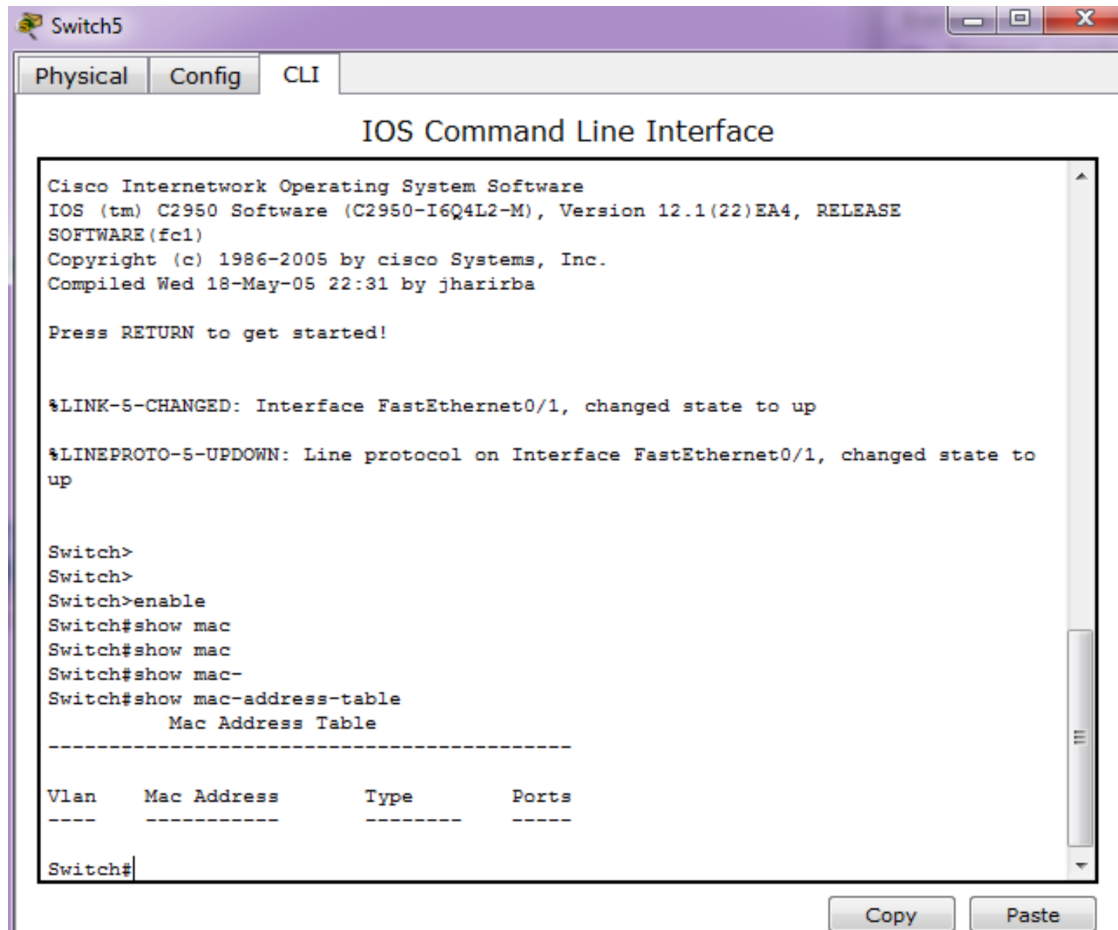 Switch5
Physical Config CLI
IOS Command Line Interface
Cisco Internetwork Operating System Software
IOS (tm) C2950 Software (C2950-I6Q4L2-M), Version 12.1(22)EA4, RELEASE
SOFTWARE(fc1)
Copyright (c) 1986-2005 by cisco Systems, Inc.
Compiled Wed 18-May-05 22:31 by jharirba
Press RETURN to get started!
%LINK-5-CHANGED: Interface FastEthernet0/1, changed state to up
%LINEPROTO-5-UPDOWN: Line protocol on Interface FastEthernet0/1, changed state to
up
Switch>
Switch>
Switch>enable
Switch#show mac
Switch#show mac
Switch#show mac-
Switch#show mac-address-table
Mac Address Table
-------------------------------------------
Vlan Mac Address Type Ports
---- ----------- -------- -----
Switch#
Copy Paste